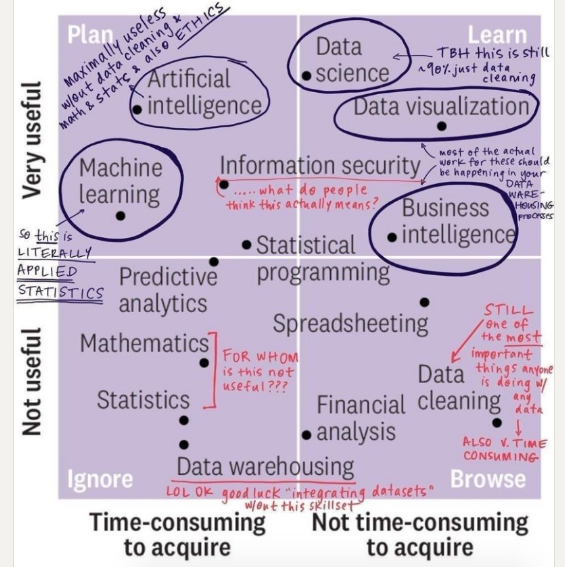 Plan
Learn
MAXIMALLY USELESS
W/OUT DATA CLEANING &
MATH & STATS & also ETHICS
Data
science
TBH this is still
~90% just data
cleaning
Artificial
intelligence
Data visualization
most of the actual
work for these should
be happening in your
DATA
WARE-
HOUSING
processes
Very useful
Machine
learning
Information security
.....what do people
think this actually means?
Business
intelligence
so this is
LITERALLY
APPLIED
STATISTICS
Statistical
programming
Predictive
analytics
Spreadsheeting
Not useful
Mathematics
FOR WHOM
is this not
useful???
STILL
one of
the most
important
things anyone
is doing w/
any
data
ALSO V. TIME
CONSUMING
Data
cleaning
Statistics
Financial
analysis
Data warehousing
Ignore
Browse
LOL OK good luck "integrating datasets"
w/out this skillset
Time-consuming
to acquire
Not time-consuming
to acquire